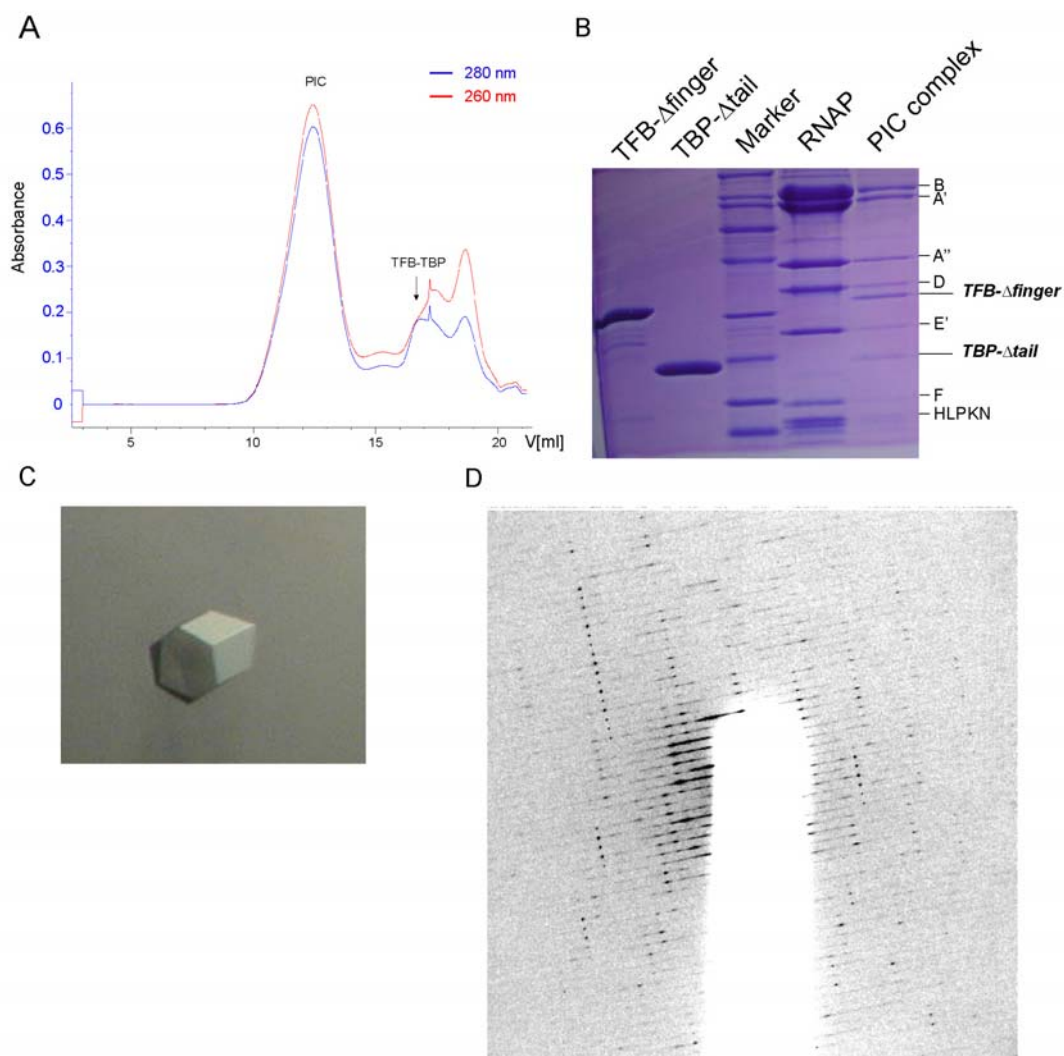 A
280 nm
260 nm
PIC
TFB-TBP
Absorbance
0.6
0.5
0.4
0.3
0.2
0.1
0
5
10
15
20
V[ml]
B
TFB-Δfinger
TBP-Δtail
Marker
RNAP
PIC complex
B
A'
A''
D
TFB-Δfinger
E'
TBP-Δtail
F
HLPKN
C
D